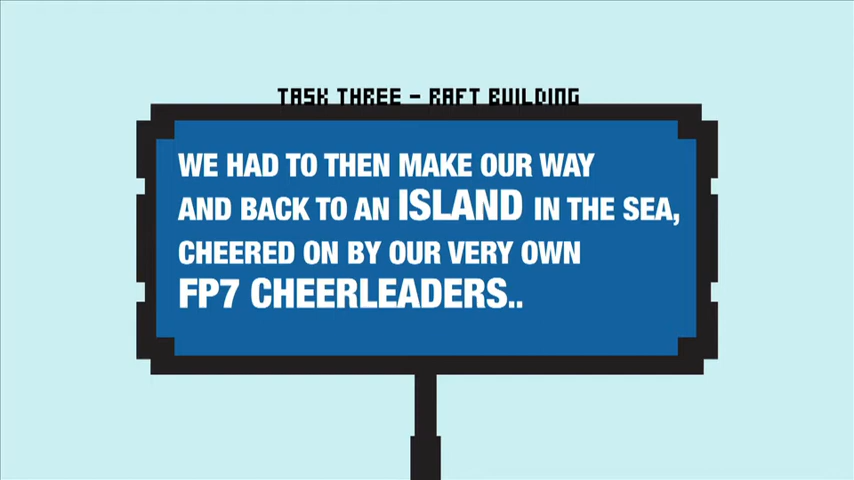 TASK THREE - RAFT BUILDING
WE HAD TO THEN MAKE OUR WAY
AND BACK TO AN ISLAND IN THE SEA,
CHEERED ON BY OUR VERY OWN
FP7 CHEERLEADERS..